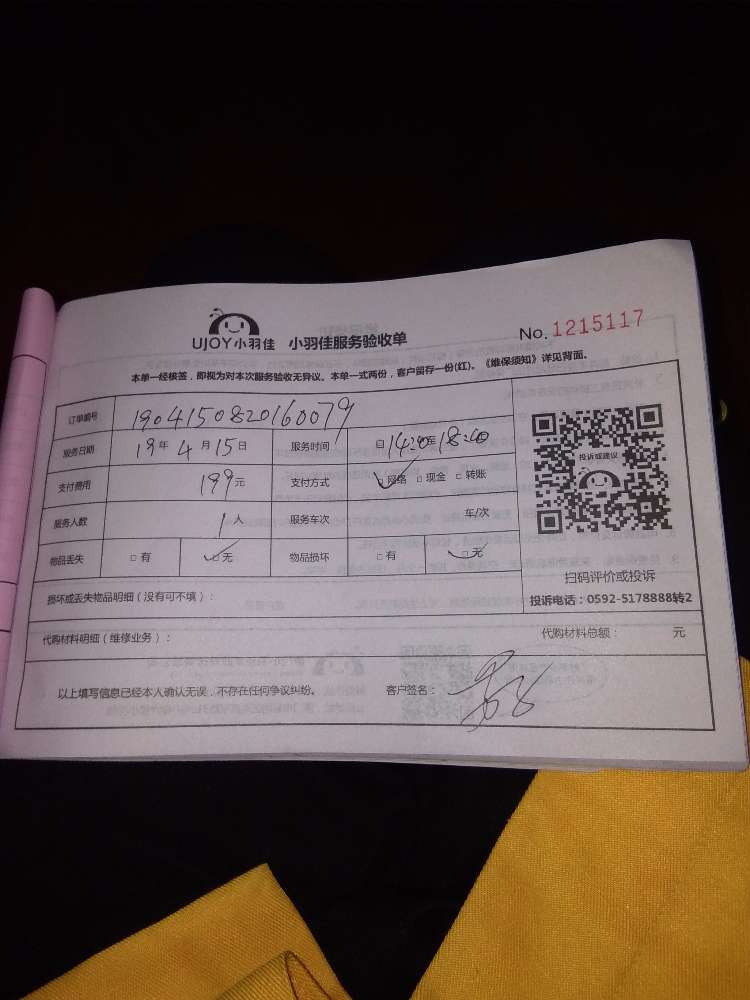 UJOY小羽佳 小羽佳服务验收单 No. 1215117
本单一经核签，即视为对本次服务验收无异议。本单一式两份，客户留存一份(红)。《维保须知》详见背面。
订单编号 1904150820160079
服务日期 19年4月15日 服务时间 自14:20至18:20
支付费用 199元 支付方式 ☑网络 □现金 □转账
服务人数 1人 服务车次 车/次
物品丢失 □有 ☑无 物品损坏 □有 ☑无
投诉或建议
扫码评价或投诉
投诉电话：0592-5178888转2
损坏或丢失物品明细（没有可不填）：
代购材料明细（维修业务）： 代购材料总额： 元
以上填写信息已经本人确认无误，不存在任何争议纠纷。 客户签名：